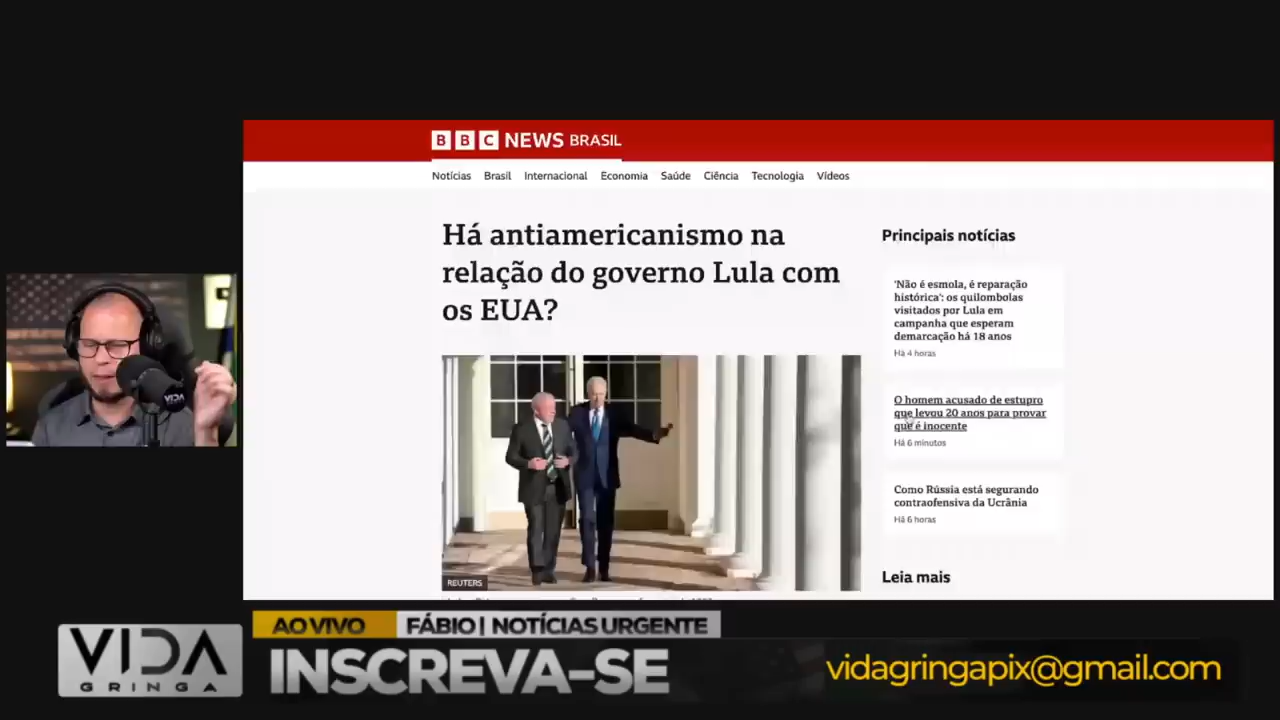 BBC NEWS BRASIL
Notícias Brasil Internacional Economia Saúde Ciência Tecnologia Vídeos
Há antiamericanismo na
relação do governo Lula com
os EUA?
REUTERS
Principais notícias
'Não é esmola, é reparação
histórica': os quilombolas
visitados por Lula em
campanha que esperam
demarcação há 18 anos
Há 4 horas
O homem acusado de estupro
que levou 20 anos para provar
que é inocente
Há 6 minutos
Como Rússia está segurando
contraofensiva da Ucrânia
Há 6 horas
Leia mais
VIDA
AO VIVO FÁBIO | NOTÍCIAS URGENTE
VIDA
GRINGA
INSCREVA-SE
vidagringapix@gmail.com